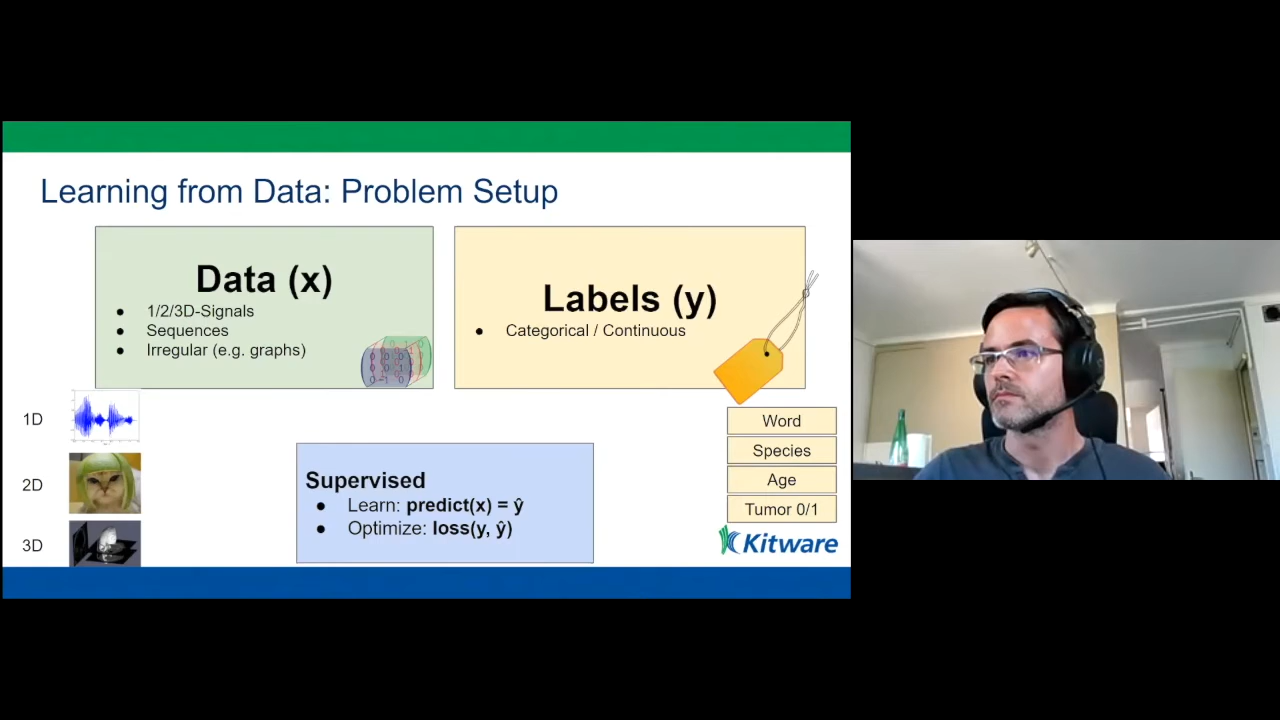 Learning from Data: Problem Setup
Data (x)
● 1/2/3D-Signals
● Sequences
● Irregular (e.g. graphs)
Labels (y)
● Categorical / Continuous
1D
2D
3D
Supervised
● Learn: predict(x) = ŷ
● Optimize: loss(y, ŷ)
Word
Species
Age
Tumor 0/1
Kitware